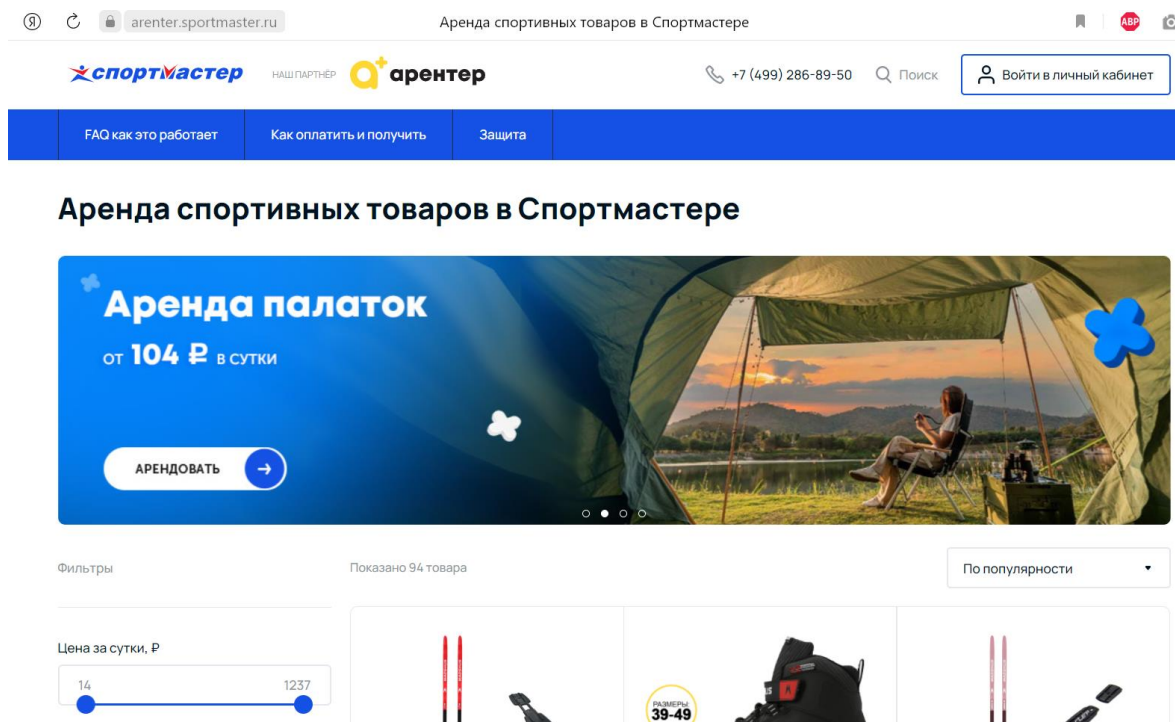 Я
arenter.sportmaster.ru
Аренда спортивных товаров в Спортмастере
ABP
спортмастер
НАШ ПАРТНЁР
арентер
+7 (499) 286-89-50
Поиск
Войти в личный кабинет
FAQ как это работает
Как оплатить и получить
Защита
Аренда спортивных товаров в Спортмастере
Аренда палаток
от 104 ₽ в сутки
АРЕНДОВАТЬ
Фильтры
Показано 94 товара
По популярности
Цена за сутки, ₽
14
1237
РАЗМЕРЫ
39-49